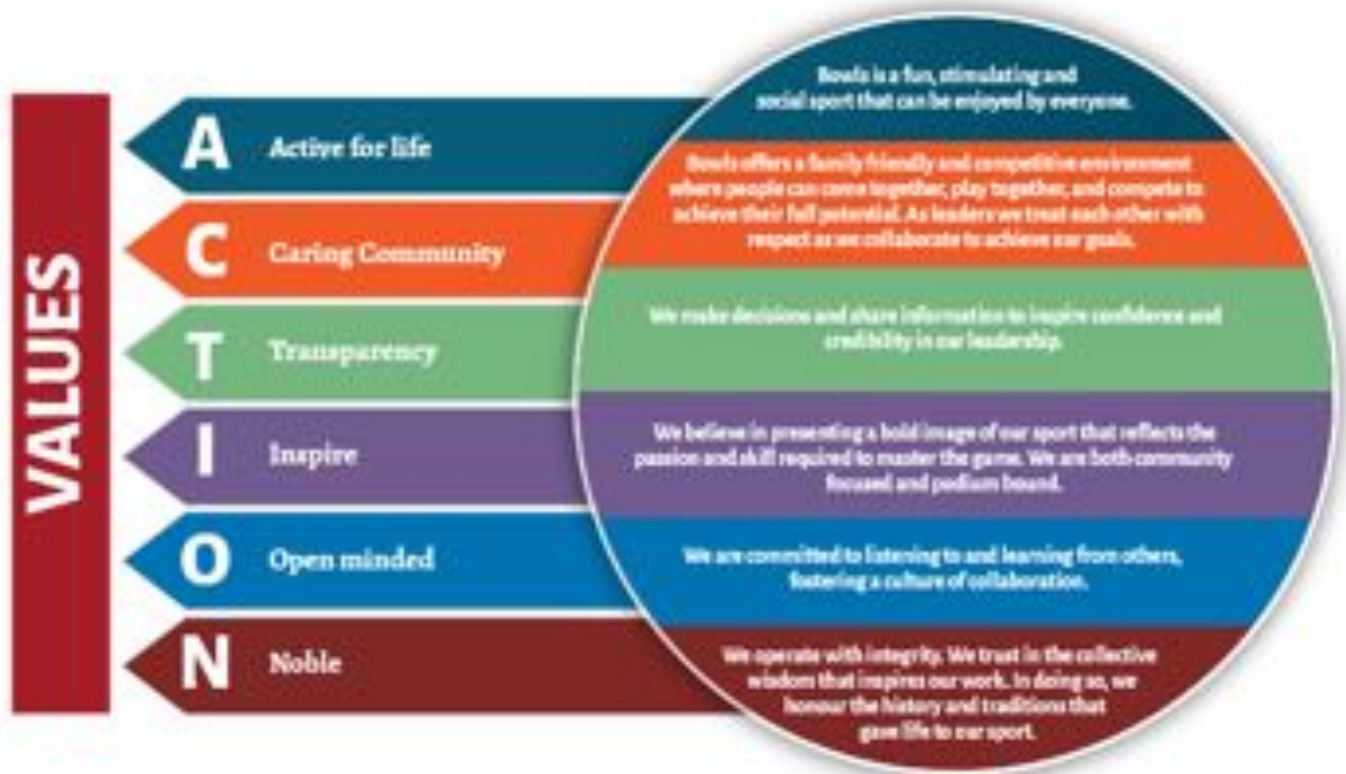 VALUES
A Active for life
Bowls is a fun, stimulating and
social sport that can be enjoyed by everyone.
C Caring Community
Bowls offers a family friendly and competitive environment
where people can come together, play together, and compete to
achieve their full potential. As leaders we treat each other with
respect as we collaborate to achieve our goals.
T Transparency
We make decisions and share information to inspire confidence and
credibility in our leadership.
I Inspire
We believe in presenting a bold image of our sport that reflects the
passion and skill required to master the game. We are both community
focused and podium bound.
O Open minded
We are committed to listening to and learning from others,
fostering a culture of collaboration.
N Noble
We operate with integrity. We trust in the collective
wisdom that inspires our work. In doing so, we
honour the history and traditions that
gave life to our sport.